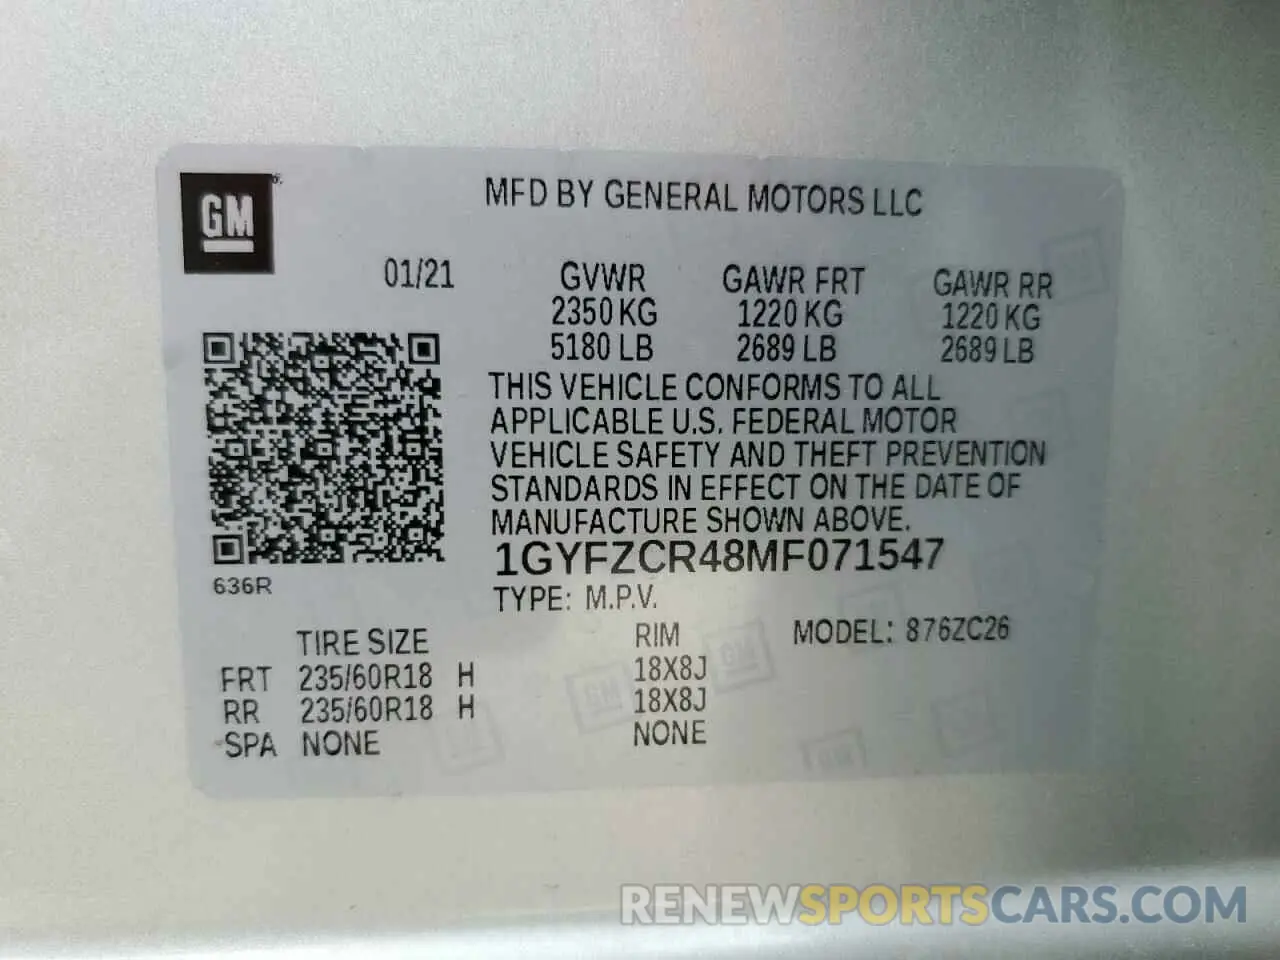 GM
MFD BY GENERAL MOTORS LLC
01/21 GVWR GAWR FRT GAWR RR
2350 KG 1220 KG 1220 KG
5180 LB 2689 LB 2689 LB
THIS VEHICLE CONFORMS TO ALL
APPLICABLE U.S. FEDERAL MOTOR
VEHICLE SAFETY AND THEFT PREVENTION
STANDARDS IN EFFECT ON THE DATE OF
MANUFACTURE SHOWN ABOVE.
1GYFZCR48MF071547
636R
TYPE: M.P.V.
TIRE SIZE RIM MODEL: 876ZC26
FRT 235/60R18 H 18X8J
RR 235/60R18 H 18X8J
SPA NONE NONE
RENEWSPORTSCARS.COM